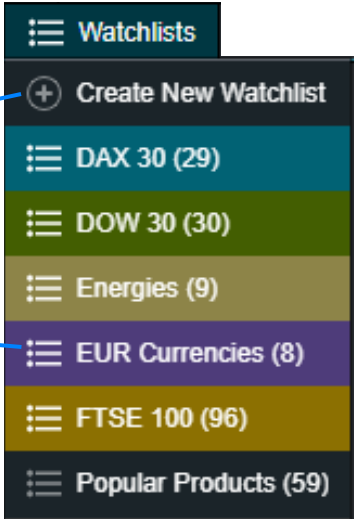 Watchlists
Create New Watchlist
DAX 30 (29)
DOW 30 (30)
Energies (9)
EUR Currencies (8)
FTSE 100 (96)
Popular Products (59)